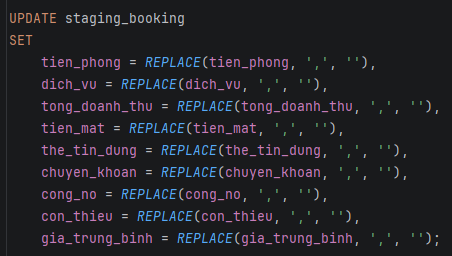 UPDATE staging_booking
SET
    tien_phong = REPLACE(tien_phong, ',', ''),
    dich_vu = REPLACE(dich_vu, ',', ''),
    tong_doanh_thu = REPLACE(tong_doanh_thu, ',', ''),
    tien_mat = REPLACE(tien_mat, ',', ''),
    the_tin_dung = REPLACE(the_tin_dung, ',', ''),
    chuyen_khoan = REPLACE(chuyen_khoan, ',', ''),
    cong_no = REPLACE(cong_no, ',', ''),
    con_thieu = REPLACE(con_thieu, ',', ''),
    gia_trung_binh = REPLACE(gia_trung_binh, ',', '');